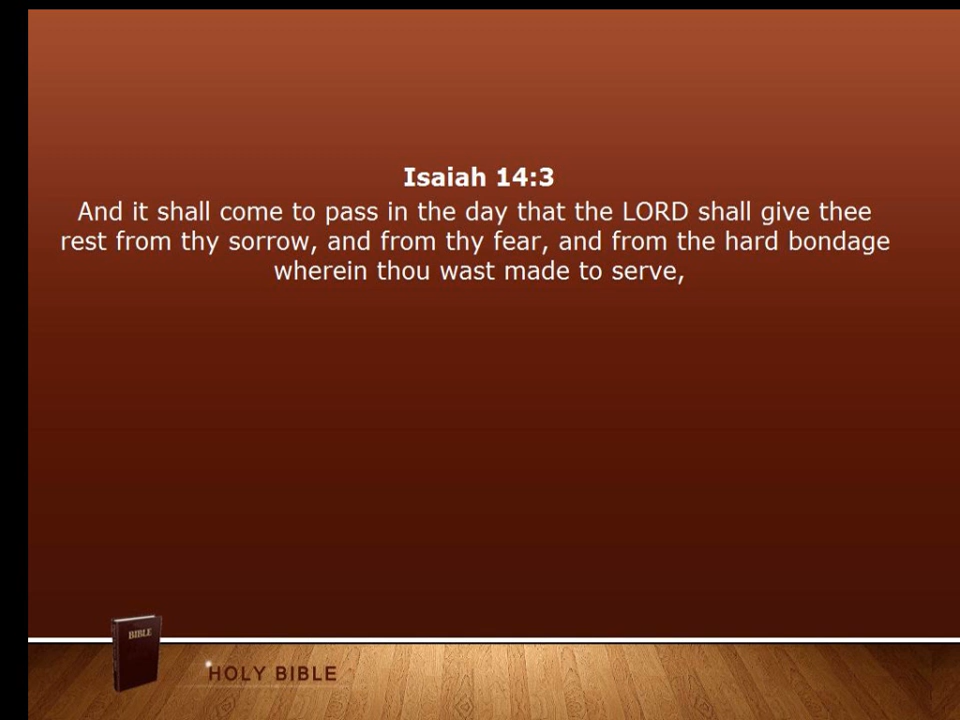 Isaiah 14:3
And it shall come to pass in the day that the LORD shall give thee
rest from thy sorrow, and from thy fear, and from the hard bondage
wherein thou wast made to serve,
BIBLE
HOLY BIBLE